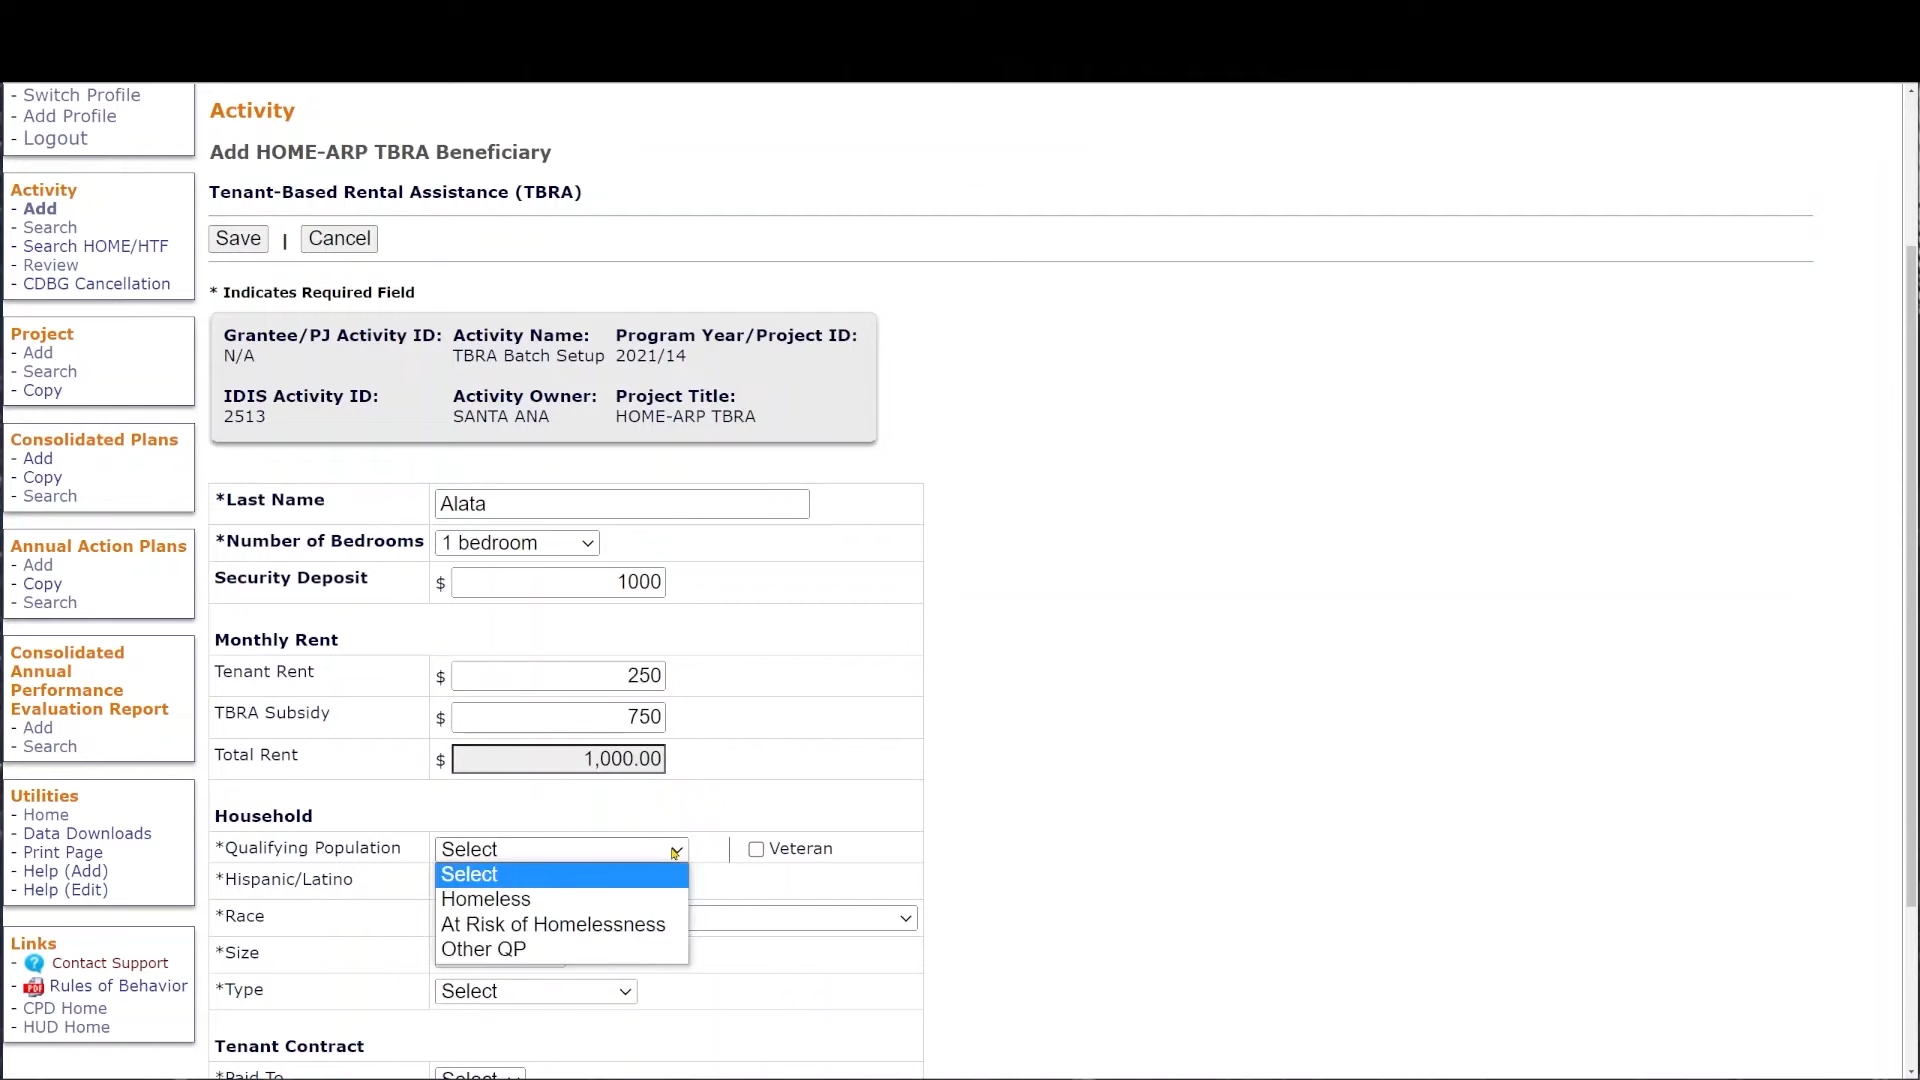 - Switch Profile
- Add Profile
- Logout
Activity
- Add
- Search
- Search HOME/HTF
- Review
- CDBG Cancellation
Project
- Add
- Search
- Copy
Consolidated Plans
- Add
- Copy
- Search
Annual Action Plans
- Add
- Copy
- Search
Consolidated
Annual
Performance
Evaluation Report
- Add
- Search
Utilities
- Home
- Data Downloads
- Print Page
- Help (Add)
- Help (Edit)
Links
- ? Contact Support
- PDF Rules of Behavior
- CPD Home
- HUD Home
Activity
Add HOME-ARP TBRA Beneficiary
Tenant-Based Rental Assistance (TBRA)
Save | Cancel
* Indicates Required Field
Grantee/PJ Activity ID: Activity Name: Program Year/Project ID:
N/A TBRA Batch Setup 2021/14
IDIS Activity ID: Activity Owner: Project Title:
2513 SANTA ANA HOME-ARP TBRA
*Last Name Alata
*Number of Bedrooms 1 bedroom
Security Deposit $ 1000
Monthly Rent
Tenant Rent $ 250
TBRA Subsidy $ 750
Total Rent $ 1,000.00
Household
*Qualifying Population Select | Veteran
Select
*Hispanic/Latino
Homeless
*Race
At Risk of Homelessness
Other QP
*Size
*Type Select
Tenant Contract
*Paid To Select